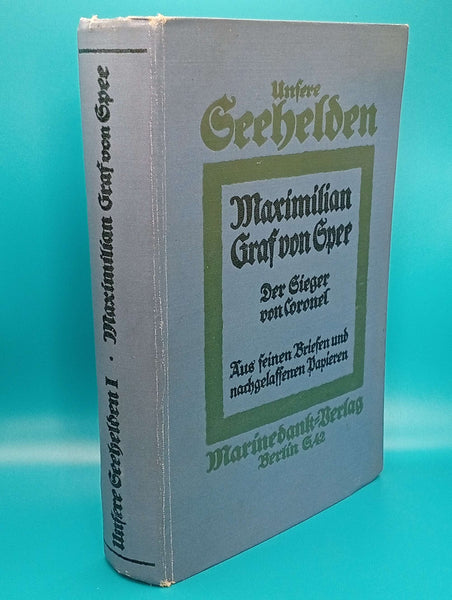 Unsere
Seehelden
Maximilian
Graf von Spee
Der Sieger
von Coronel
Aus seinen Briefen und
nachgelassenen Papieren
Marinedank-Verlag
Berlin S.42
Unsere Seehelden I · Maximilian Graf von Spee